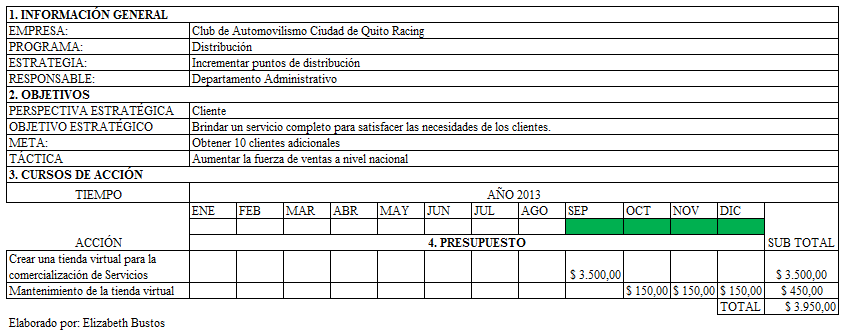 1. INFORMACIÓN GENERAL
EMPRESA: Club de Automovilismo Ciudad de Quito Racing
PROGRAMA: Distribución
ESTRATEGIA: Incrementar puntos de distribución
RESPONSABLE: Departamento Administrativo
2. OBJETIVOS
PERSPECTIVA ESTRATÉGICA Cliente
OBJETIVO ESTRATÉGICO Brindar un servicio completo para satisfacer las necesidades de los clientes.
META: Obtener 10 clientes adicionales
TÁCTICA Aumentar la fuerza de ventas a nivel nacional
3. CURSOS DE ACCIÓN
TIEMPO AÑO 2013
ENE FEB MAR ABR MAY JUN JUL AGO SEP OCT NOV DIC
ACCIÓN 4. PRESUPUESTO SUB TOTAL
Crear una tienda virtual para la
comercialización de Servicios $ 3.500,00 $ 3.500,00
Mantenimiento de la tienda virtual $ 150,00 $ 150,00 $ 150,00 $ 450,00
TOTAL $ 3.950,00
Elaborado por: Elizabeth Bustos